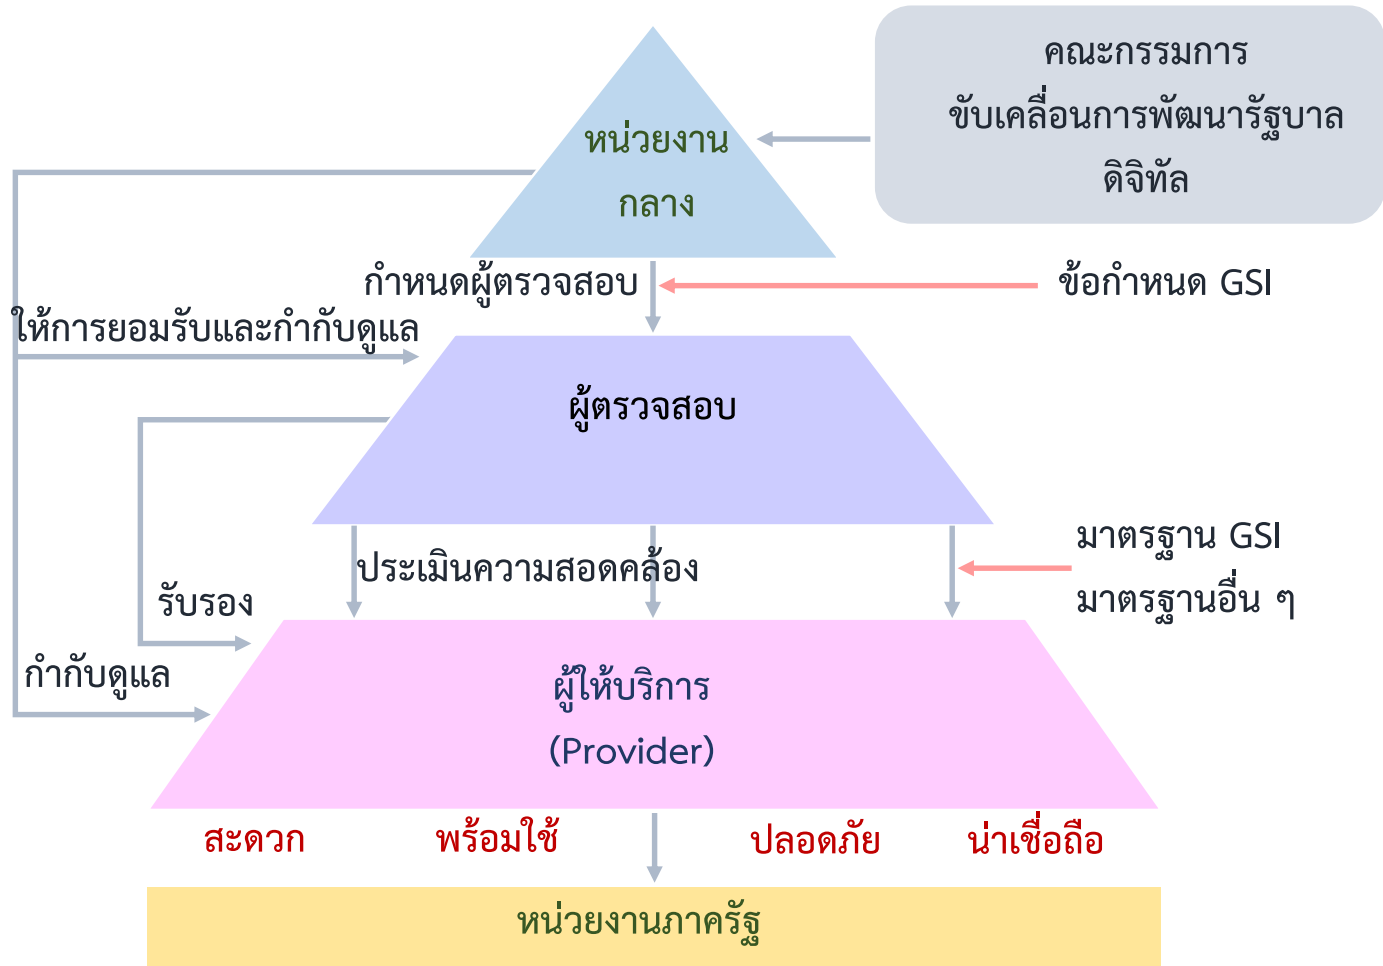 คณะกรรมการ
ขับเคลื่อนการพัฒนารัฐบาล
ดิจิทัล
หน่วยงาน
กลาง
กำหนดผู้ตรวจสอบ
ข้อกำหนด GSI
ให้การยอมรับและกำกับดูแล
ผู้ตรวจสอบ
มาตรฐาน GSI
มาตรฐานอื่น ๆ
ประเมินความสอดคล้อง
รับรอง
กำกับดูแล
ผู้ให้บริการ
(Provider)
สะดวก พร้อมใช้ ปลอดภัย น่าเชื่อถือ
หน่วยงานภาครัฐ